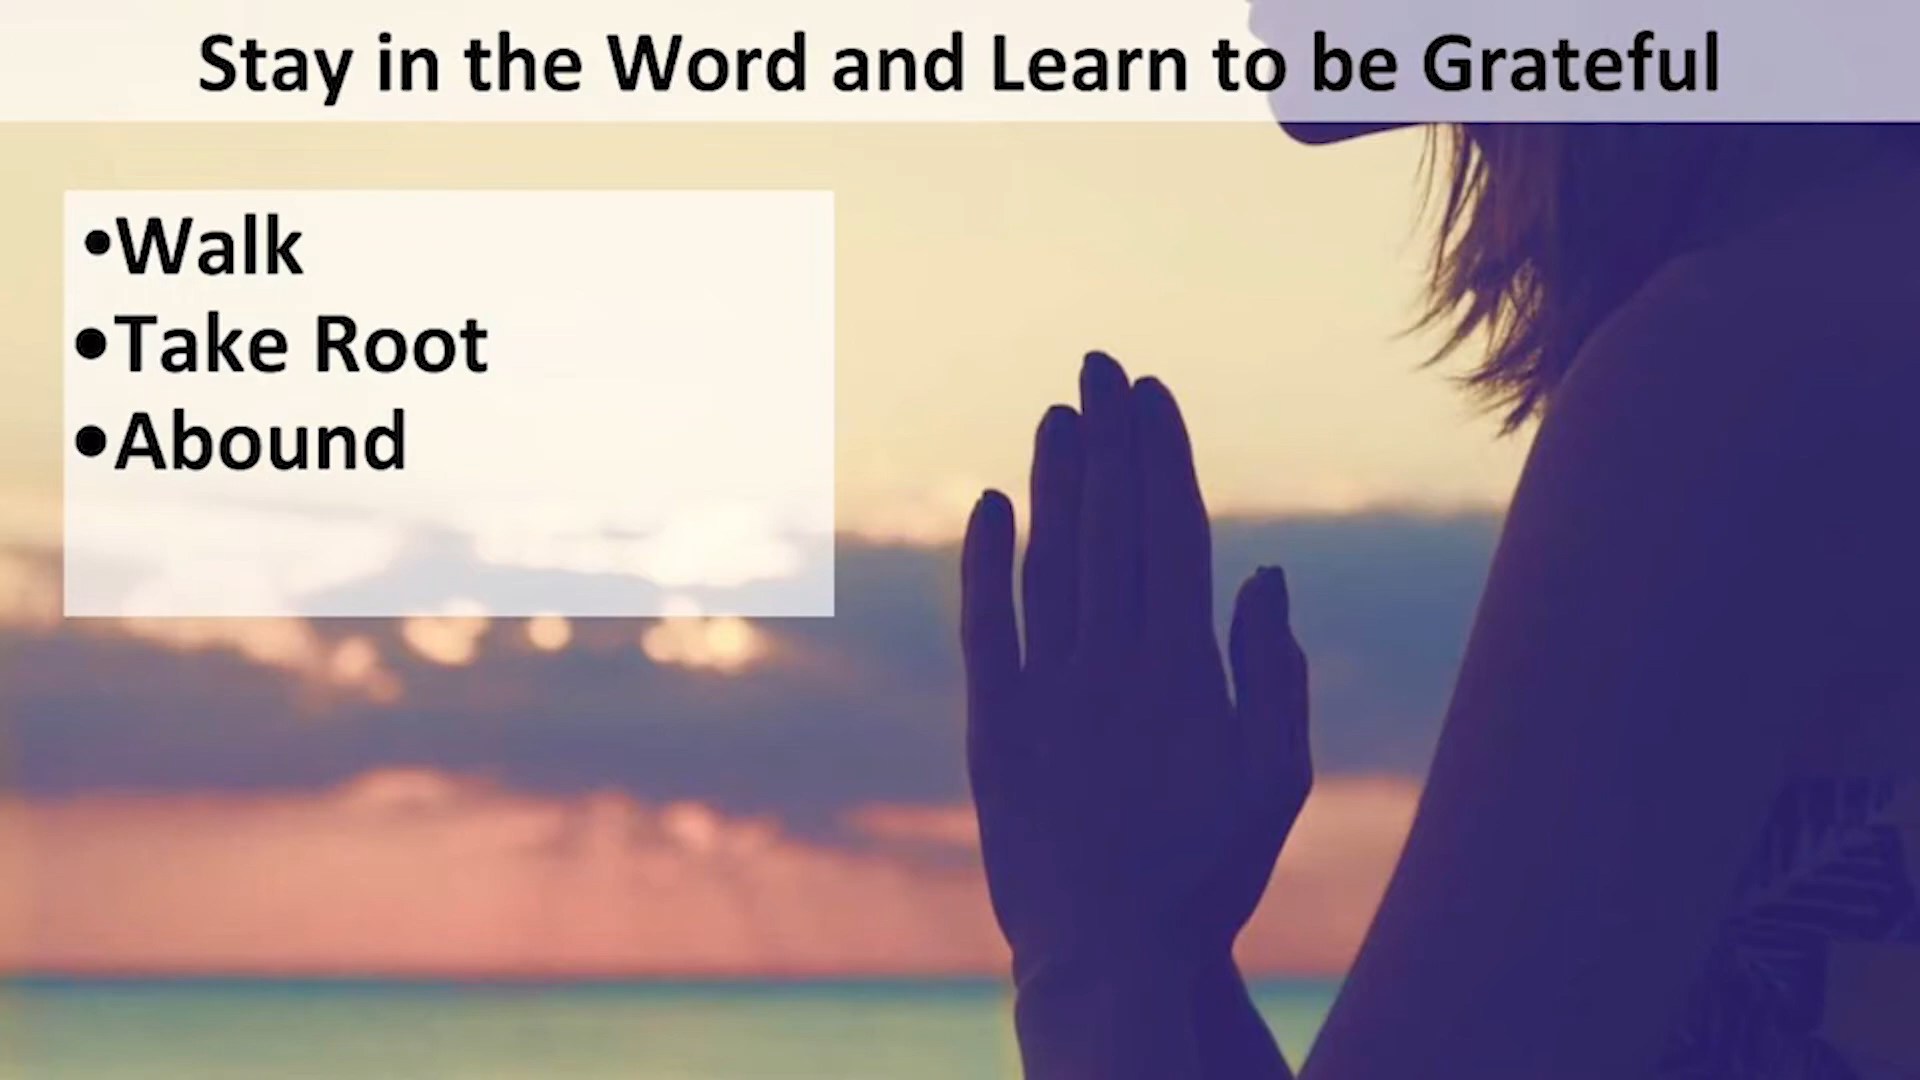 Stay in the Word and Learn to be Grateful
•Walk
•Take Root
•Abound